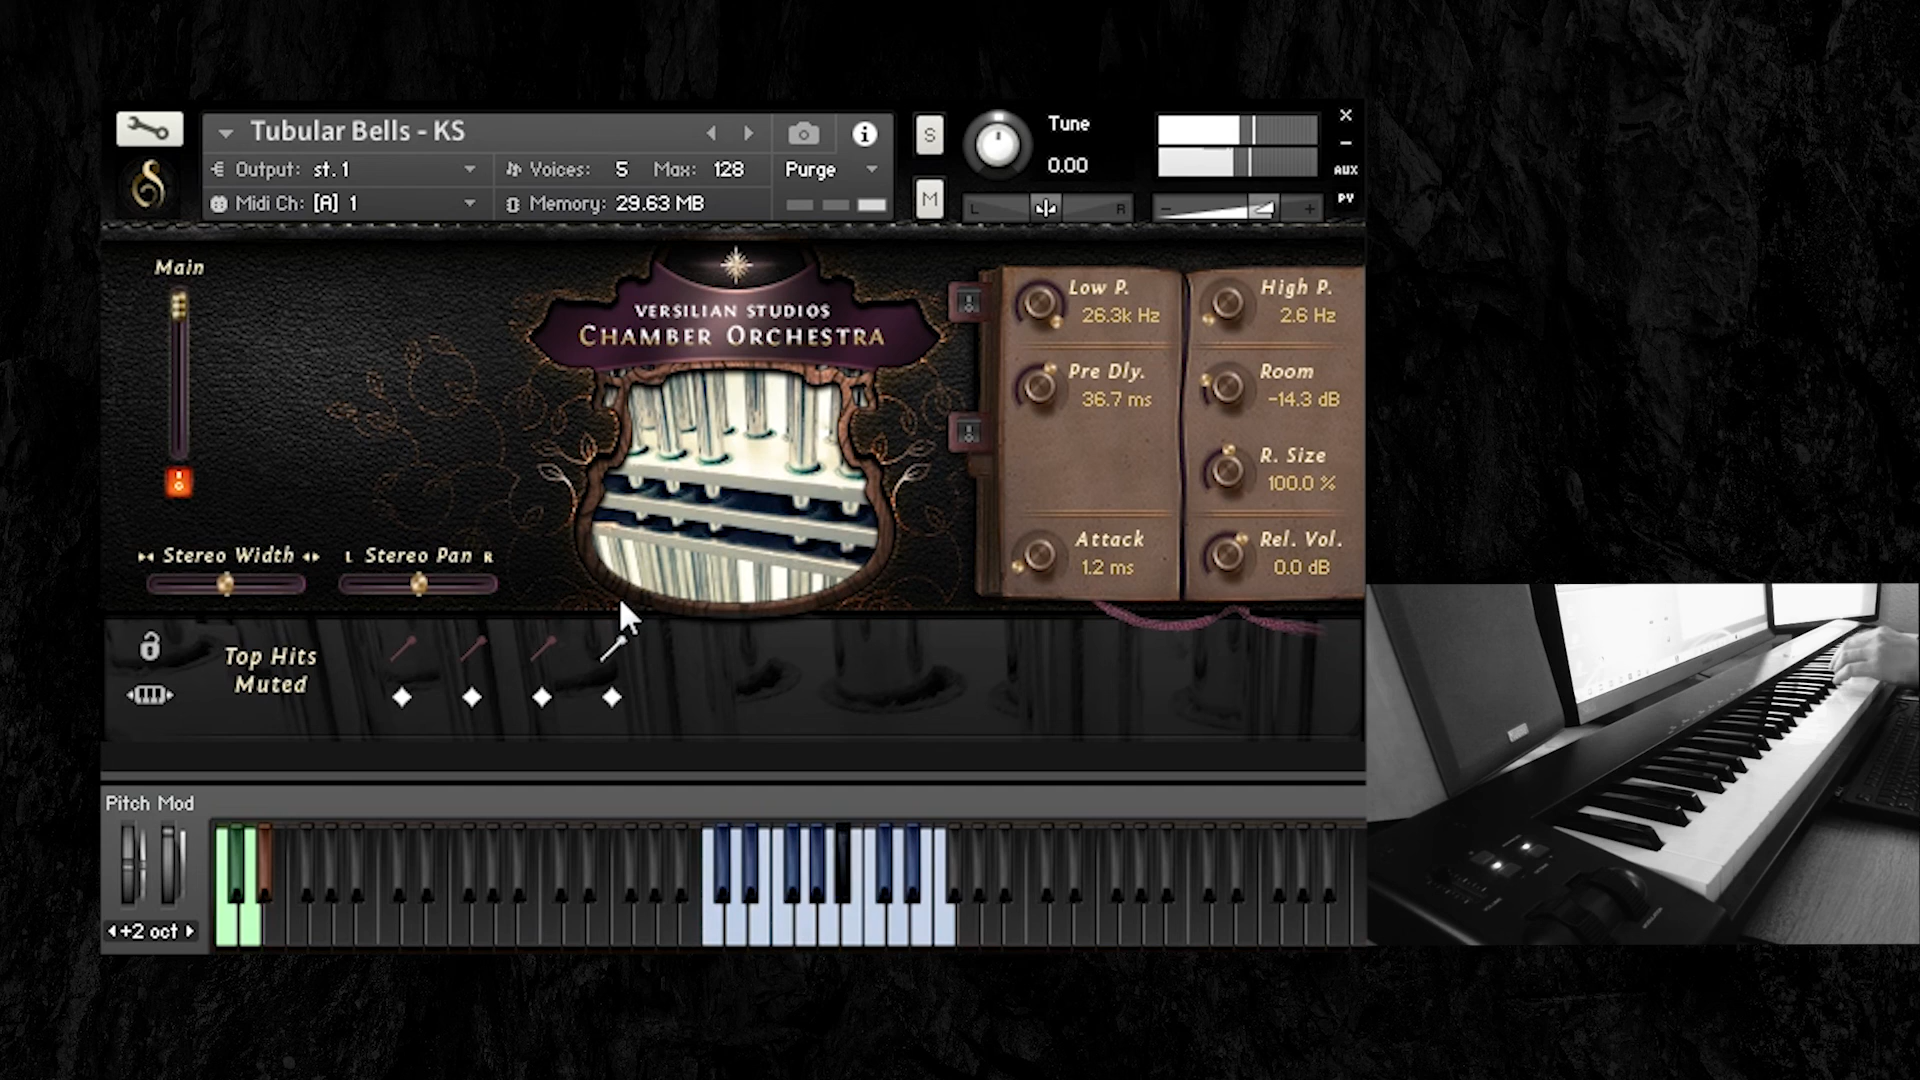 Tubular Bells - KS
Output: st. 1
Voices: 5 Max: 128
Purge
Midi Ch: [A] 1
Memory: 29.63 MB
S
M
Tune
0.00
L R
- +
x
-
AUX
PV
Main
VERSILIAN STUDIOS
CHAMBER ORCHESTRA
Stereo Width
L Stereo Pan R
Low P.
26.3k Hz
High P.
2.6 Hz
Pre Dly.
36.7 ms
Room
-14.3 dB
R. Size
100.0 %
Attack
1.2 ms
Rel. Vol.
0.0 dB
Top Hits
Muted
Pitch Mod
+2 oct